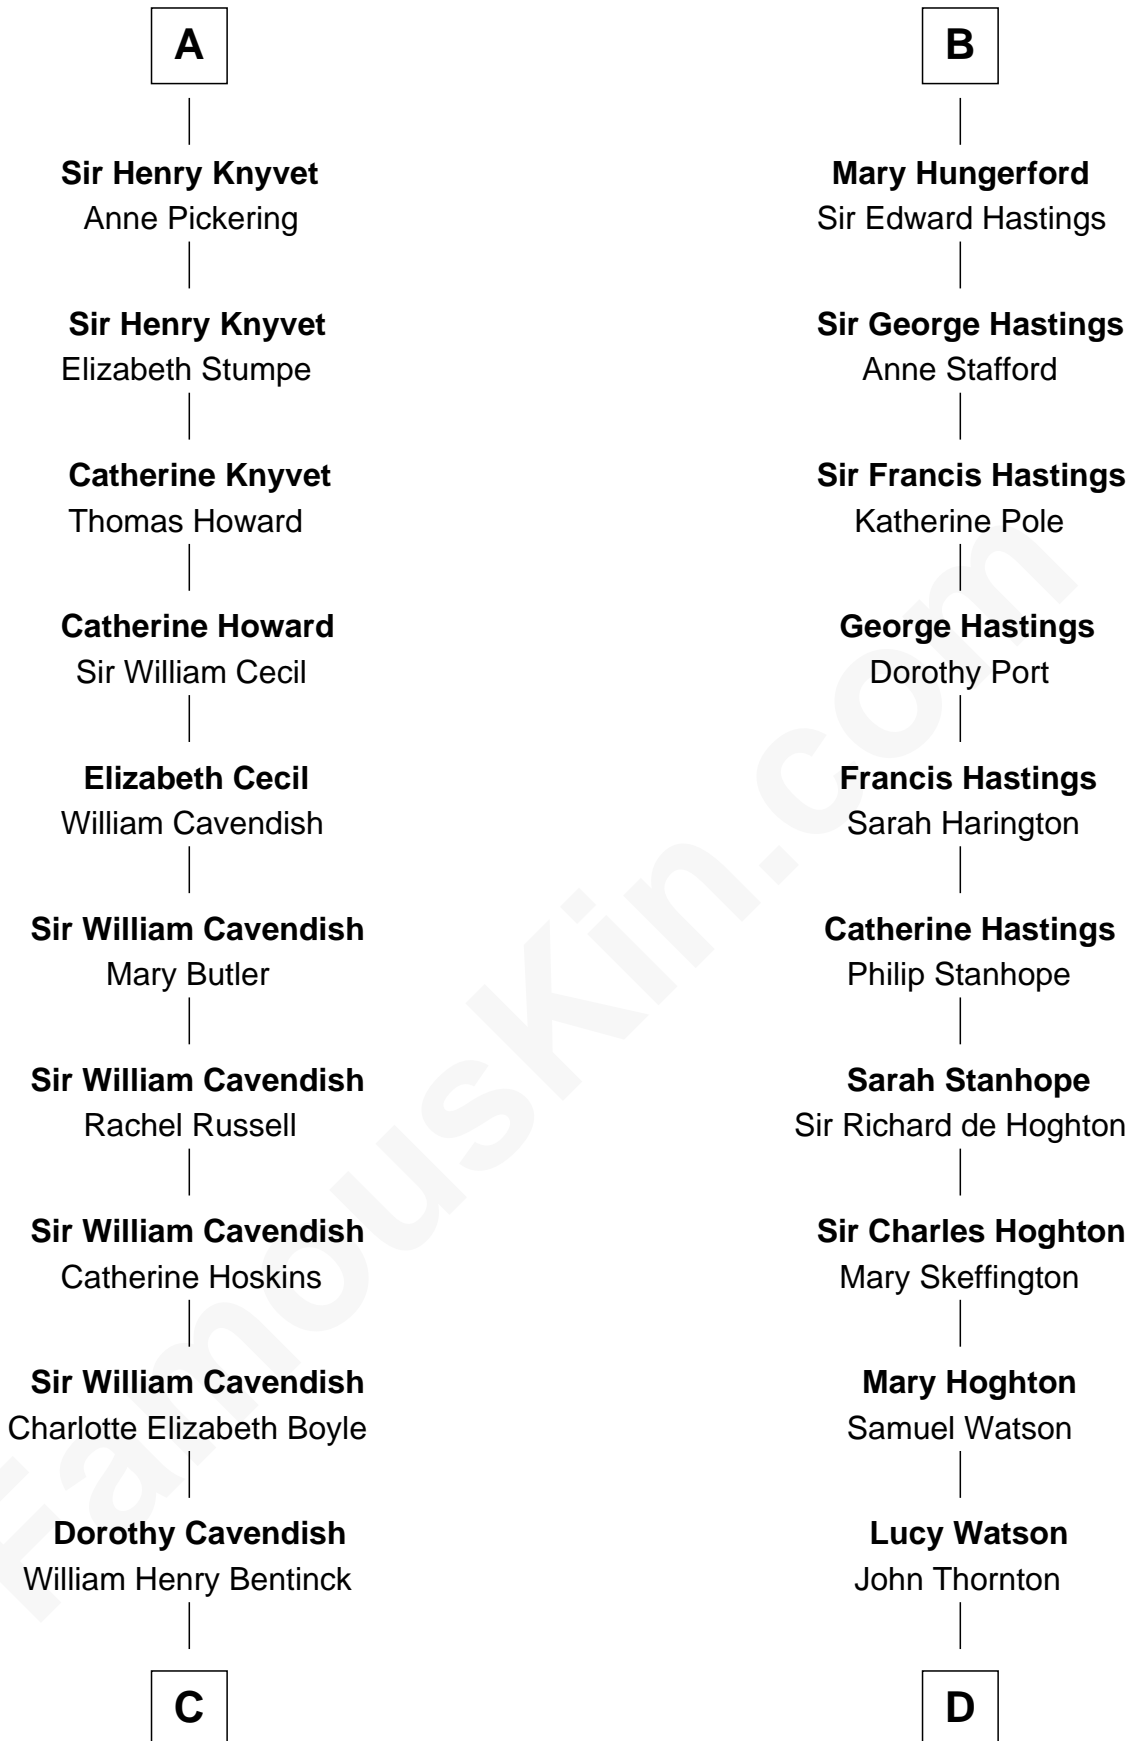 A
Sir Henry Knyvet
Anne Pickering
Sir Henry Knyvet
Elizabeth Stumpe
Catherine Knyvet
Thomas Howard
Catherine Howard
Sir William Cecil
Elizabeth Cecil
William Cavendish
Sir William Cavendish
Mary Butler
Sir William Cavendish
Rachel Russell
Sir William Cavendish
Catherine Hoskins
Sir William Cavendish
Charlotte Elizabeth Boyle
Dorothy Cavendish
William Henry Bentinck
C
B
Mary Hungerford
Sir Edward Hastings
Sir George Hastings
Anne Stafford
Sir Francis Hastings
Katherine Pole
George Hastings
Dorothy Port
Francis Hastings
Sarah Harington
Catherine Hastings
Philip Stanhope
Sarah Stanhope
Sir Richard de Hoghton
Sir Charles Hoghton
Mary Skeffington
Mary Hoghton
Samuel Watson
Lucy Watson
John Thornton
D
FamousKin.com